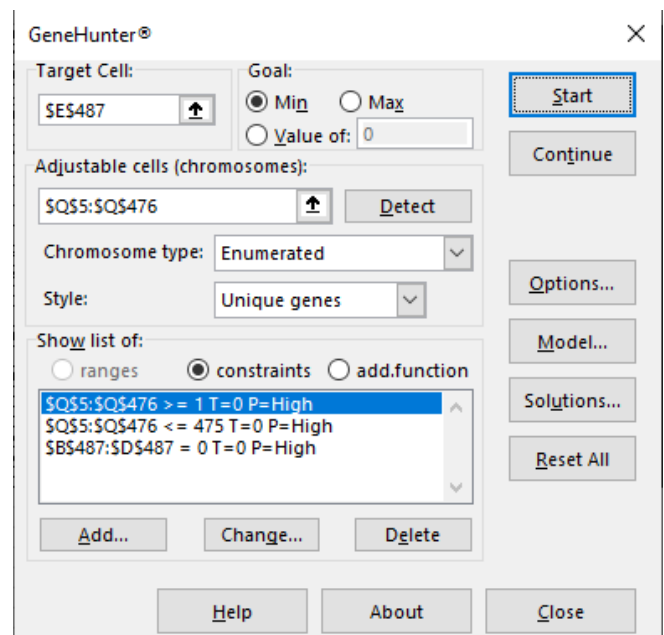 GeneHunter®
Target Cell:
$E$487
Goal:
Min Max
Value of: 0
Start
Continue
Adjustable cells (chromosomes):
$Q$5:$Q$476 Detect
Chromosome type: Enumerated
Style: Unique genes
Options...
Model...
Solutions...
Reset All
Show list of:
ranges constraints add.function
$Q$5:$Q$476 >= 1 T=0 P=High
$Q$5:$Q$476 <= 475 T=0 P=High
$B$487:$D$487 = 0 T=0 P=High
Add... Change... Delete
Help About Close